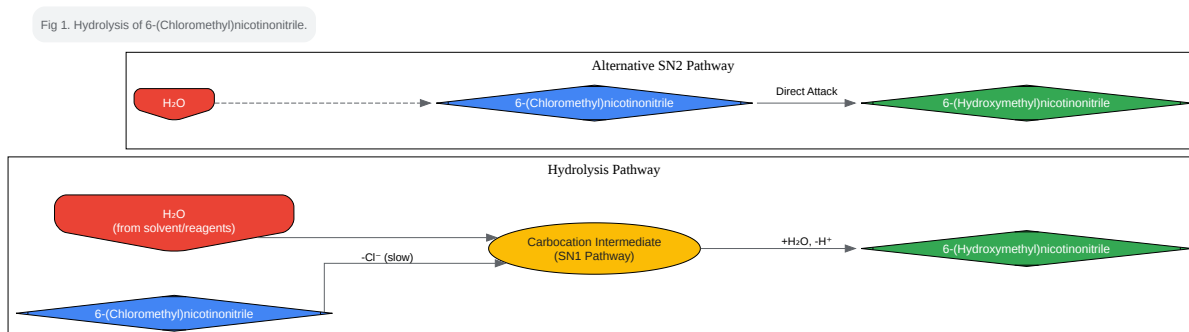 Fig 1. Hydrolysis of 6-(Chloromethyl)nicotinonitrile.
Alternative SN2 Pathway
H₂O
6-(Chloromethyl)nicotinonitrile
Direct Attack
6-(Hydroxymethyl)nicotinonitrile
Hydrolysis Pathway
H₂O
(from solvent/reagents)
-Cl⁻ (slow)
6-(Chloromethyl)nicotinonitrile
Carbocation Intermediate
(SN1 Pathway)
+H₂O, -H⁺
6-(Hydroxymethyl)nicotinonitrile